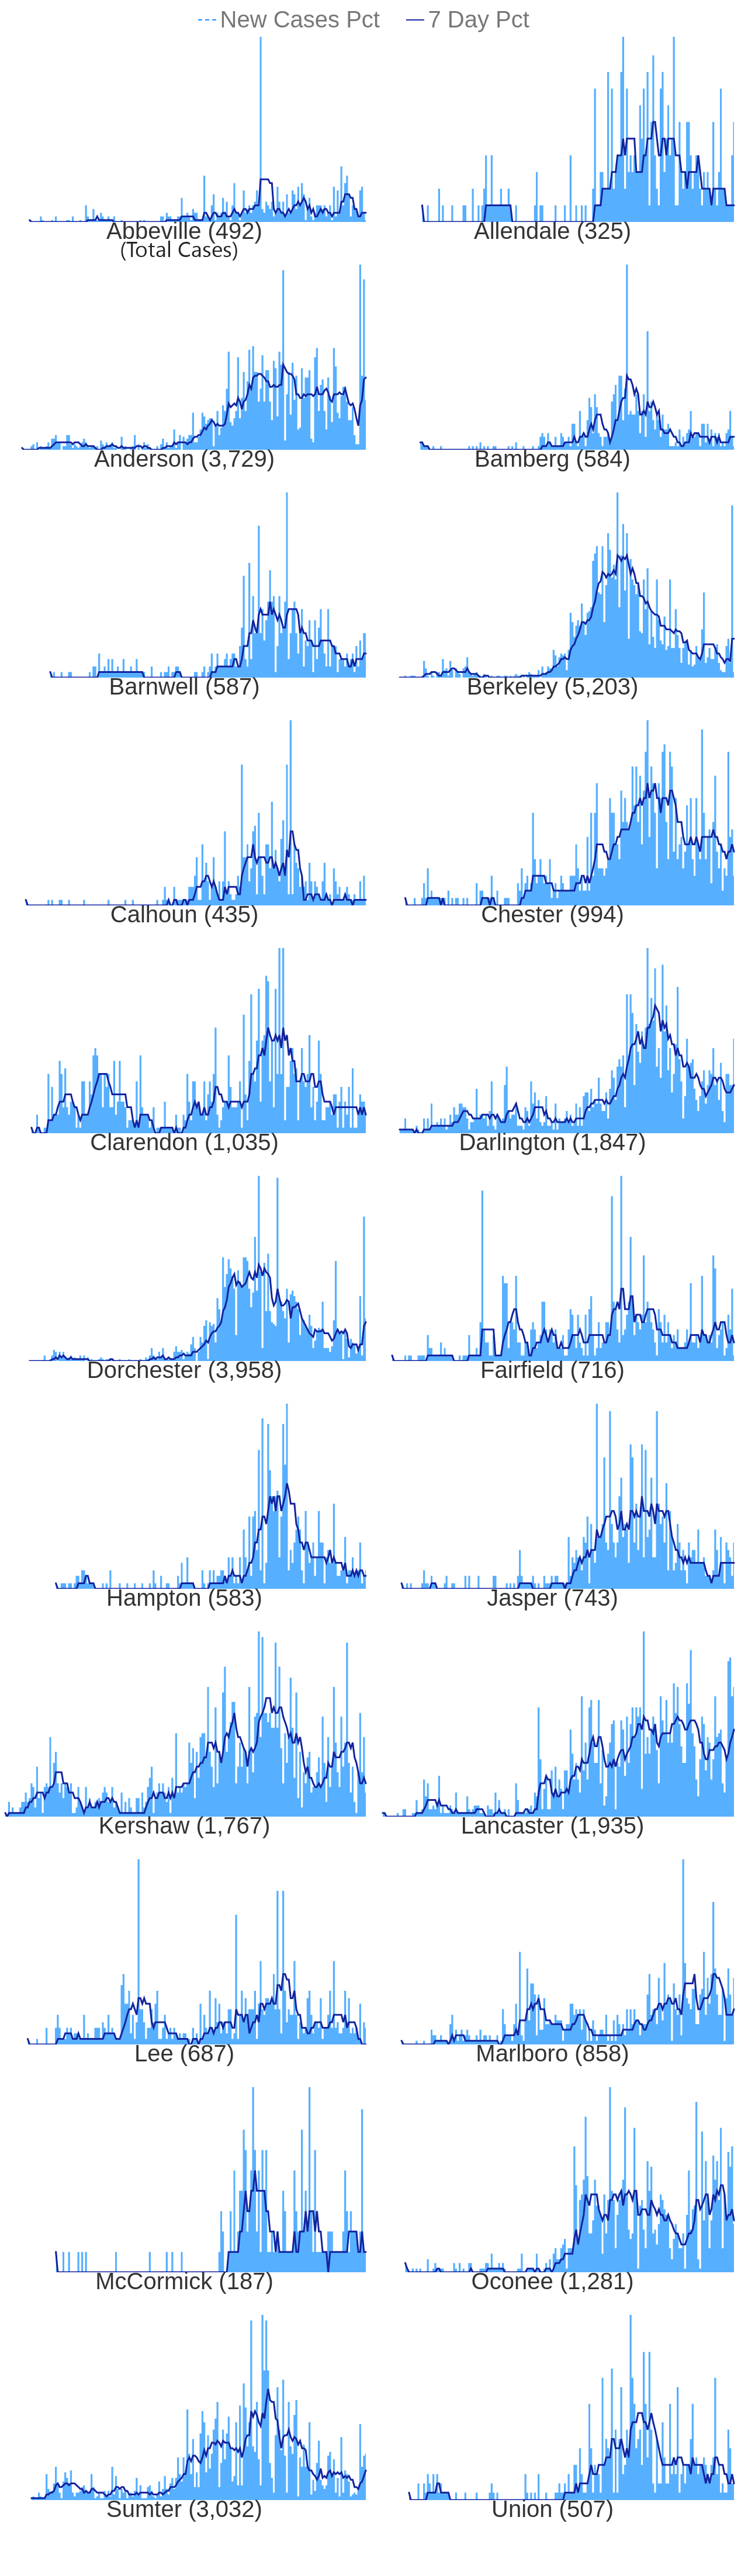 New Cases Pct 7 Day Pct
Abbeville (492) Allendale (325)
(Total Cases)
Anderson (3,729) Bamberg (584)
Barnwell (587) Berkeley (5,203)
Calhoun (435) Chester (994)
Clarendon (1,035) Darlington (1,847)
Dorchester (3,958) Fairfield (716)
Hampton (583) Jasper (743)
Kershaw (1,767) Lancaster (1,935)
Lee (687) Marlboro (858)
McCormick (187) Oconee (1,281)
Sumter (3,032) Union (507)